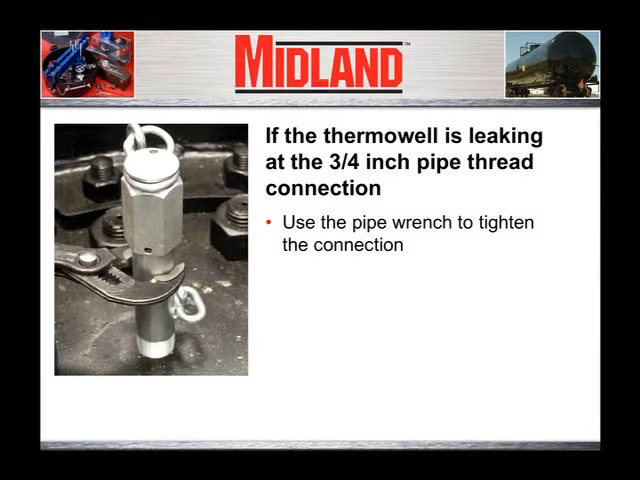 MIDLAND™
If the thermowell is leaking
at the 3/4 inch pipe thread
connection
• Use the pipe wrench to tighten
the connection